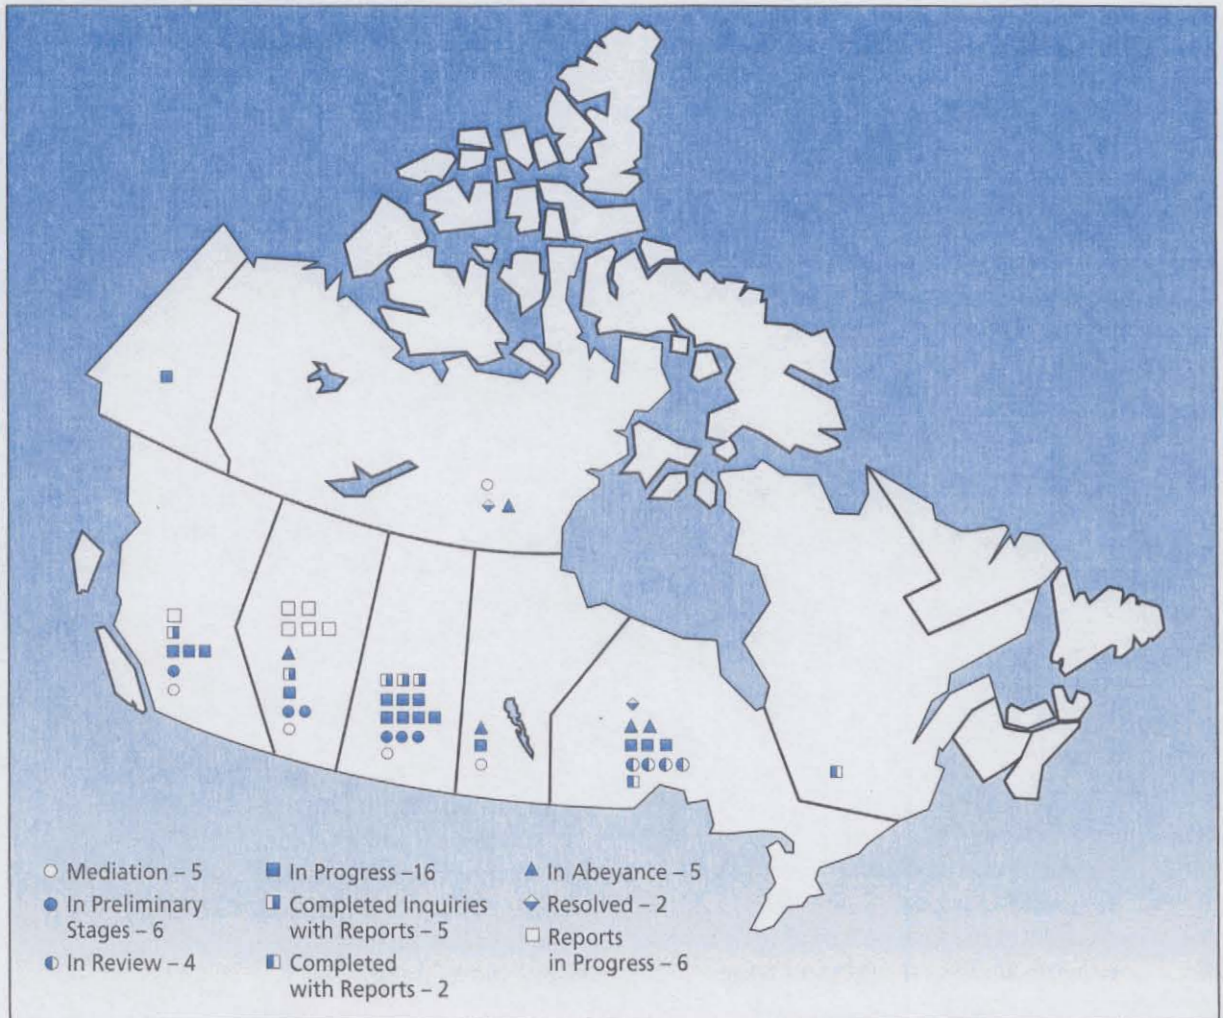 Mediation – 5
In Preliminary
Stages – 6
In Review – 4
In Progress –16
Completed Inquiries
with Reports – 5
Completed
with Reports – 2
In Abeyance – 5
Resolved – 2
Reports
in Progress – 6